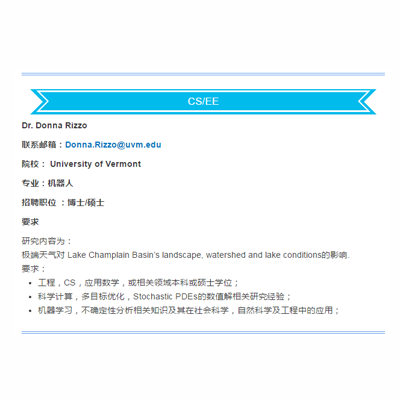 CS/EE
Dr. Donna Rizzo
联系邮箱：Donna.Rizzo@uvm.edu
院校： University of Vermont
专业：机器人
招聘职位 ：博士/硕士
要求
研究内容为：
极端天气对 Lake Champlain Basin's landscape, watershed and lake conditions的影响.
要求：
• 工程，CS，应用数学，或相关领域本科或硕士学位；
• 科学计算，多目标优化，Stochastic PDEs的数值解相关研究经验；
• 机器学习，不确定性分析相关知识及其在社会科学，自然科学及工程中的应用；